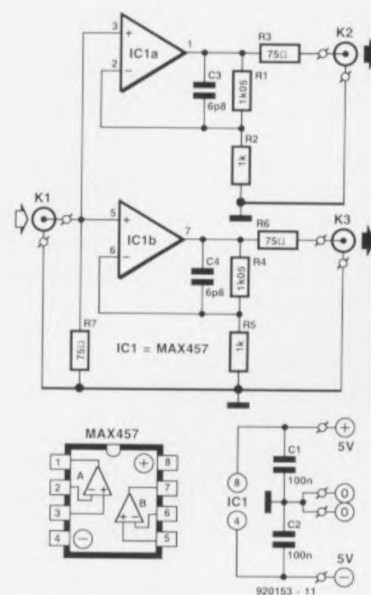 K1
3
+
2
-
IC1a
1
C3
6p8
R1
1k05
R2
1k
R3
75Ω
K2
5
+
6
-
IC1b
7
C4
6p8
R4
1k05
R5
1k
R6
75Ω
K3
R7
75Ω
IC1 = MAX457
MAX457
1
2
3
4
8
7
6
5
A
B
+
-
- +
+ -
IC1
8
4
C1
100n
C2
100n
+
5V
0
0
5V
-
920153 - 11